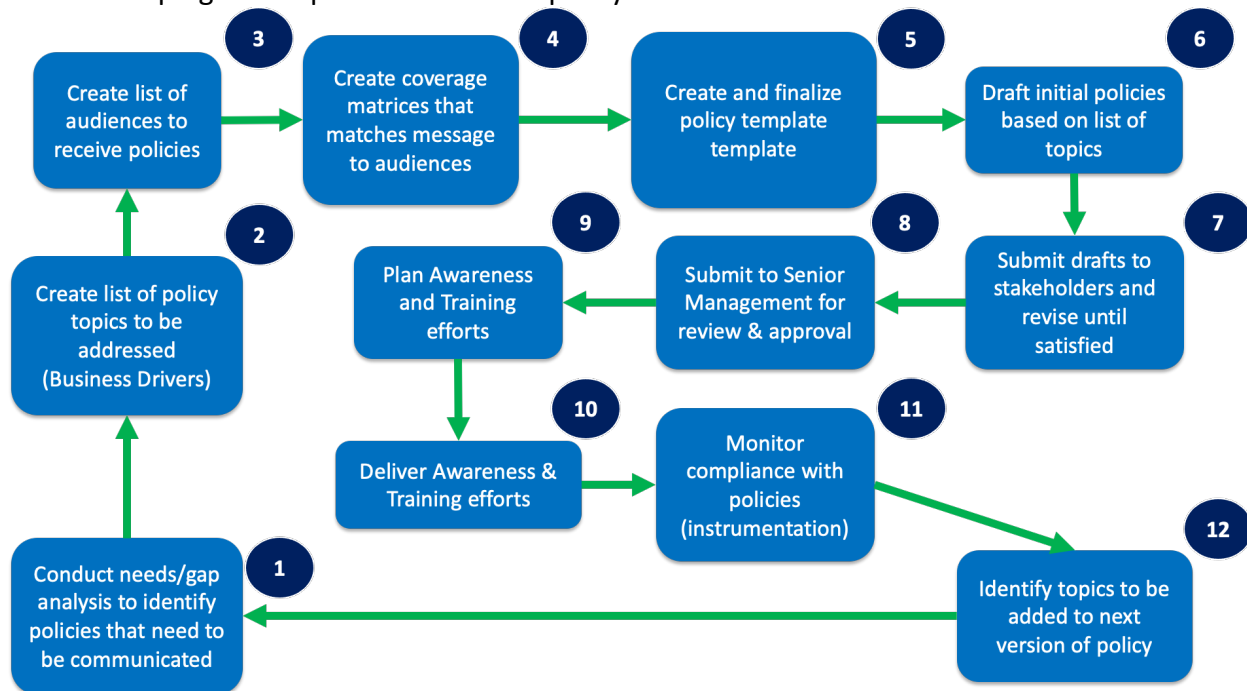 3
Create list of
audiences to
receive policies
4
Create coverage
matrices that
matches message
to audiences
5
Create and finalize
policy template
template
6
Draft initial policies
based on list of
topics
2
Create list of policy
topics to be
addressed
(Business Drivers)
9
Plan Awareness
and Training
efforts
8
Submit to Senior
Management for
review & approval
7
Submit drafts to
stakeholders and
revise until
satisfied
10
Deliver Awareness &
Training efforts
11
Monitor
compliance with
policies
(instrumentation)
1
Conduct needs/gap
analysis to identify
policies that need to
be communicated
12
Identify topics to be
added to next
version of policy